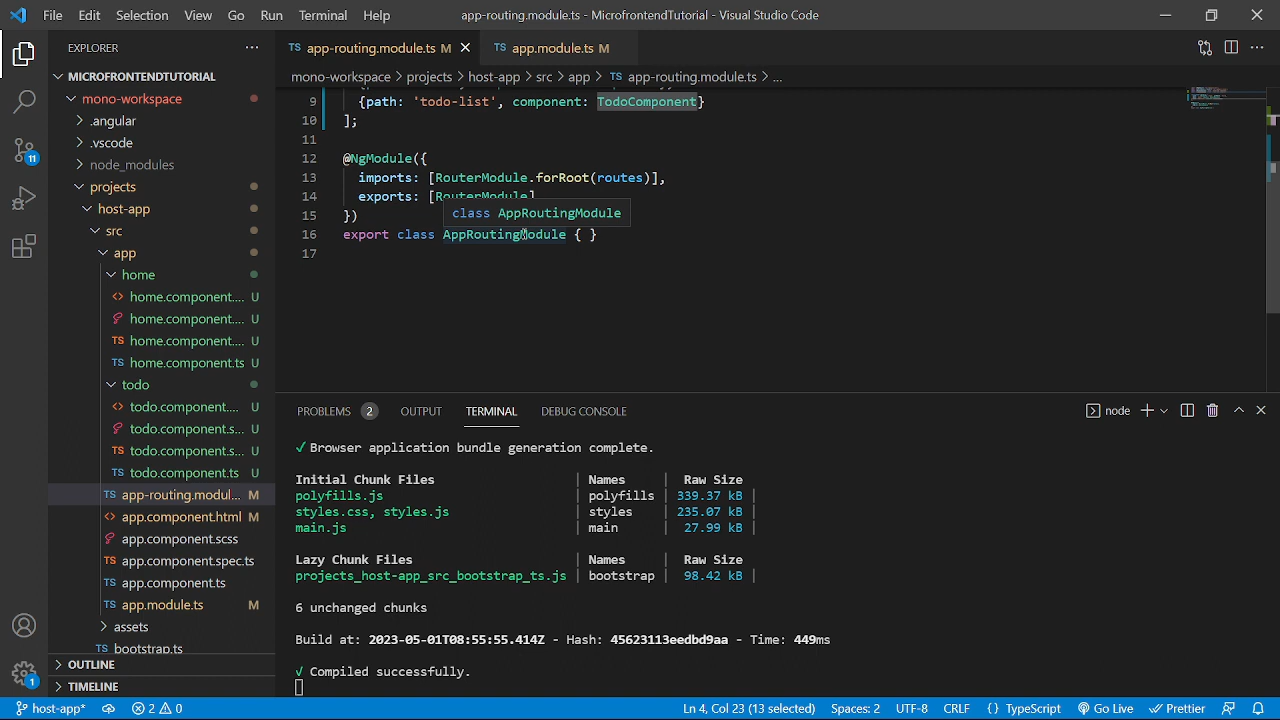 File Edit Selection View Go Run Terminal Help app-routing.module.ts - MicrofrontendTutorial - Visual Studio Code
EXPLORER
MICROFRONTENDTUTORIAL
mono-workspace
.angular
.vscode
node_modules
projects
host-app
src
app
home
home.component.... U
home.component.... U
home.component.... U
home.component.ts U
todo
todo.component.... U
todo.component.s... U
todo.component.s... U
todo.component.ts U
TS app-routing.modul... M
app.component.html M
app.component.scss
TS app.component.spec.ts
TS app.component.ts
TS app.module.ts M
assets
bootstrap.ts
OUTLINE
TIMELINE
11
1
TS app-routing.module.ts M
TS app.module.ts M
mono-workspace > projects > host-app > src > app > TS app-routing.module.ts > ...
9 {path: 'todo-list', component: TodoComponent}
10 ];
11
12 @NgModule({
13 imports: [RouterModule.forRoot(routes)],
14 exports: [RouterModule]
class AppRoutingModule
15 })
16 export class AppRoutingModule { }
17
PROBLEMS 2 OUTPUT TERMINAL DEBUG CONSOLE node
√ Browser application bundle generation complete.
Initial Chunk Files | Names | Raw Size
polyfills.js | polyfills | 339.37 kB |
styles.css, styles.js | styles | 235.07 kB |
main.js | main | 27.99 kB |
Lazy Chunk Files | Names | Raw Size
projects_host-app_src_bootstrap_ts.js | bootstrap | 98.42 kB |
6 unchanged chunks
Build at: 2023-05-01T08:55:55.414Z - Hash: 45623113eedbd9aa - Time: 449ms
√ Compiled successfully.
host-app* 2 0 Ln 4, Col 23 (13 selected) Spaces: 2 UTF-8 CRLF {} TypeScript Go Live Prettier